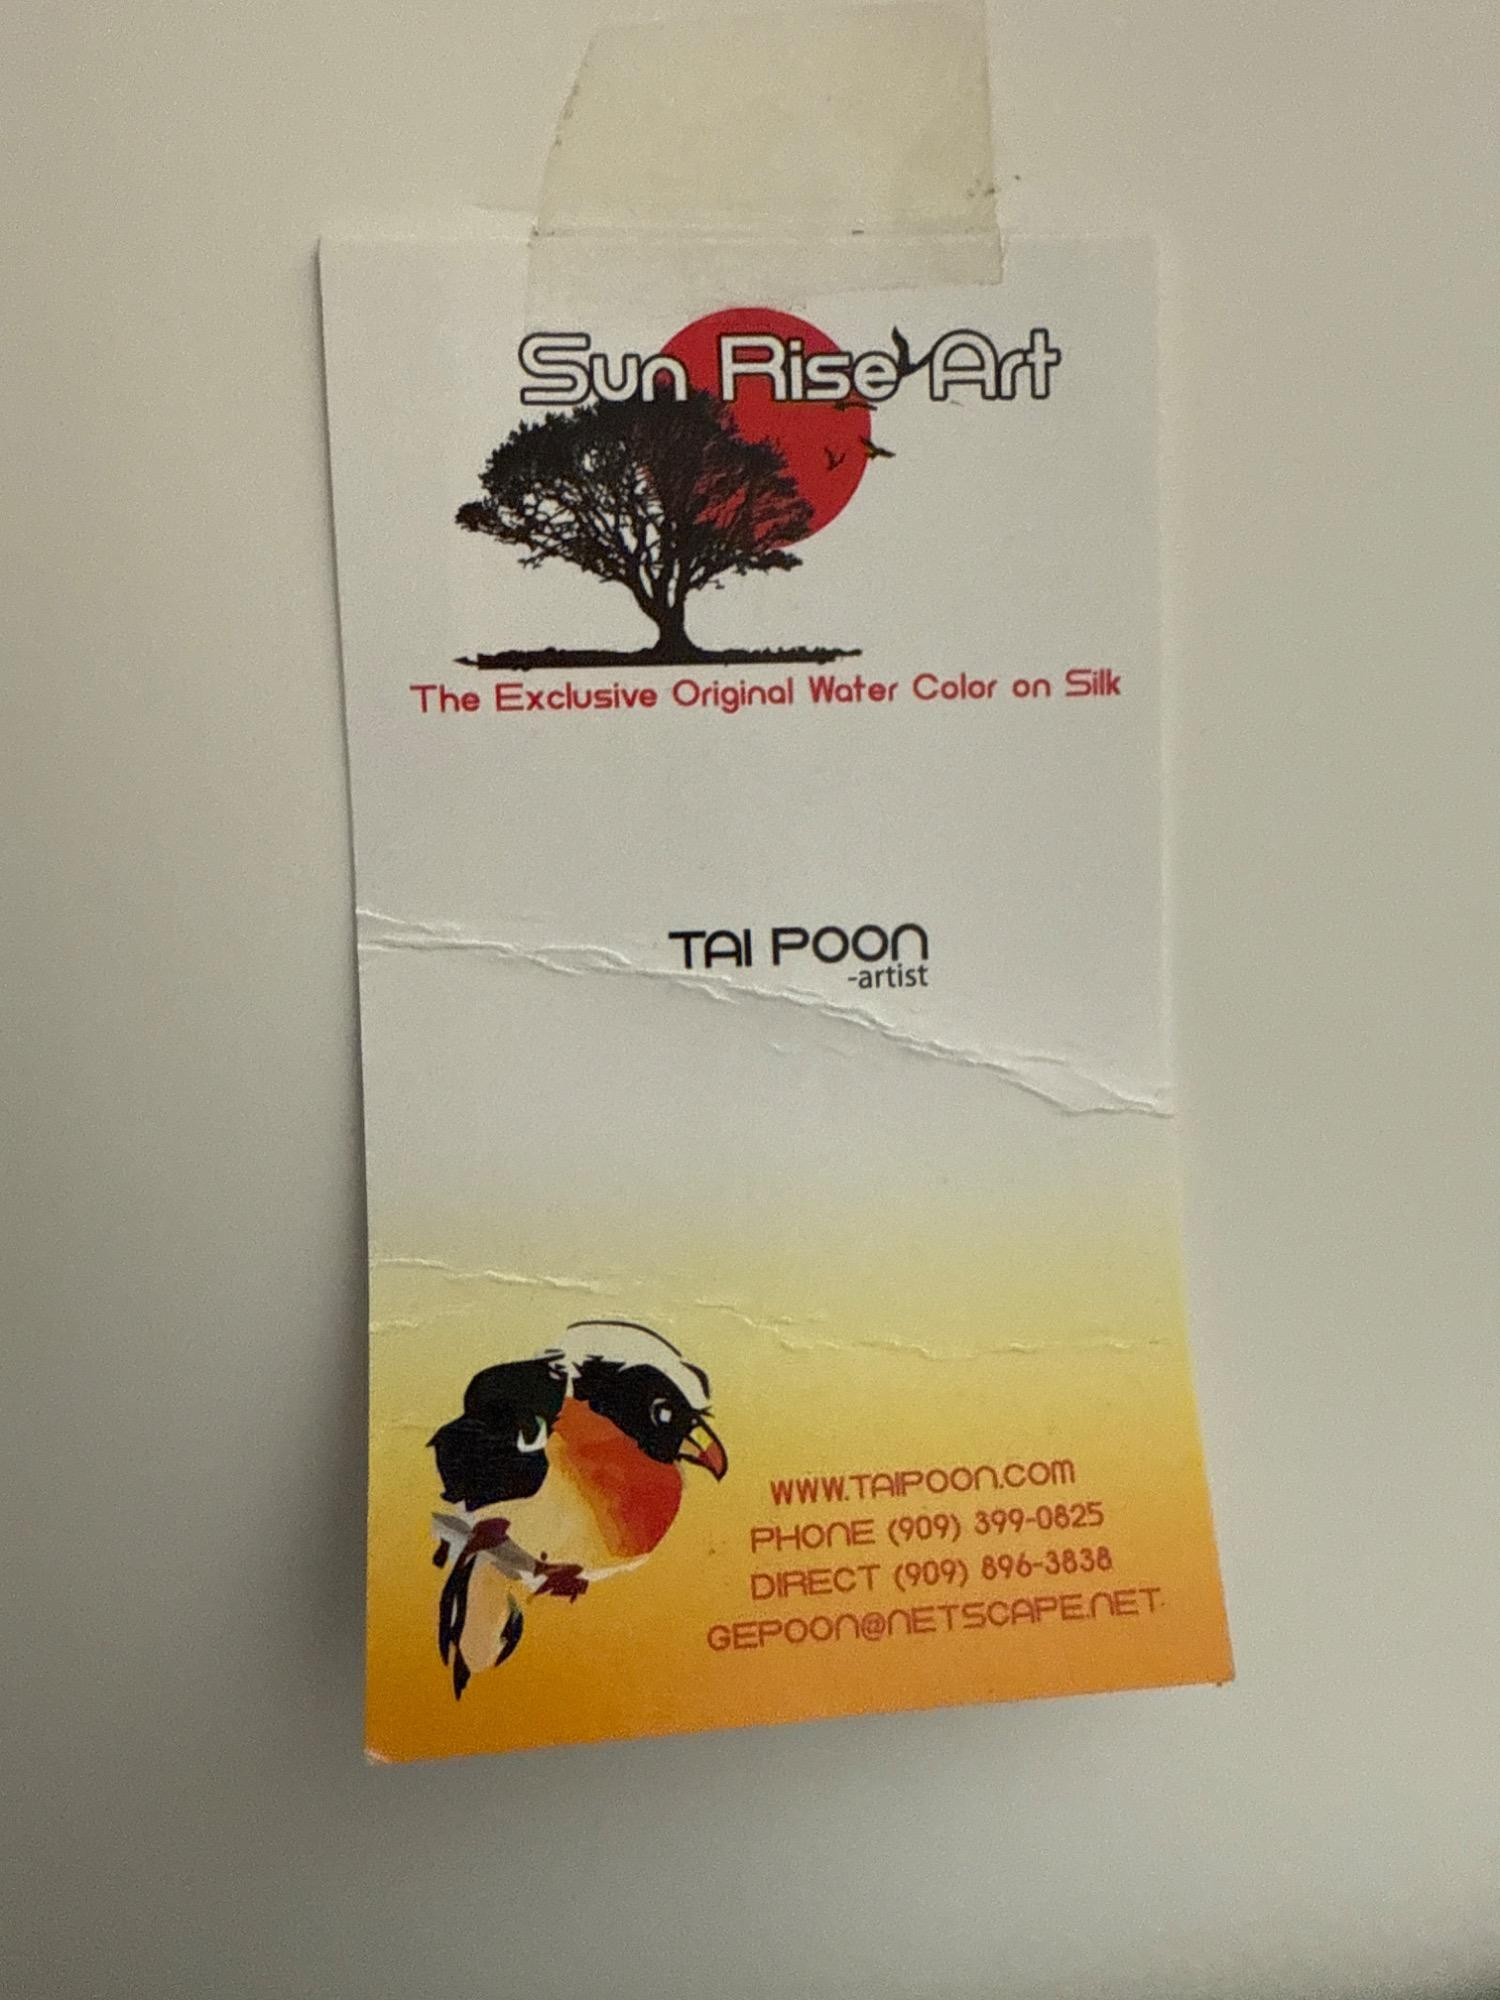 Sun Rise Art
The Exclusive Original Water Color on Silk
TAI POON
-artist
WWW.TAIPOON.COM
PHONE (909) 399-0825
DIRECT (909) 896-3838
GEPOON@NETSCAPE.NET